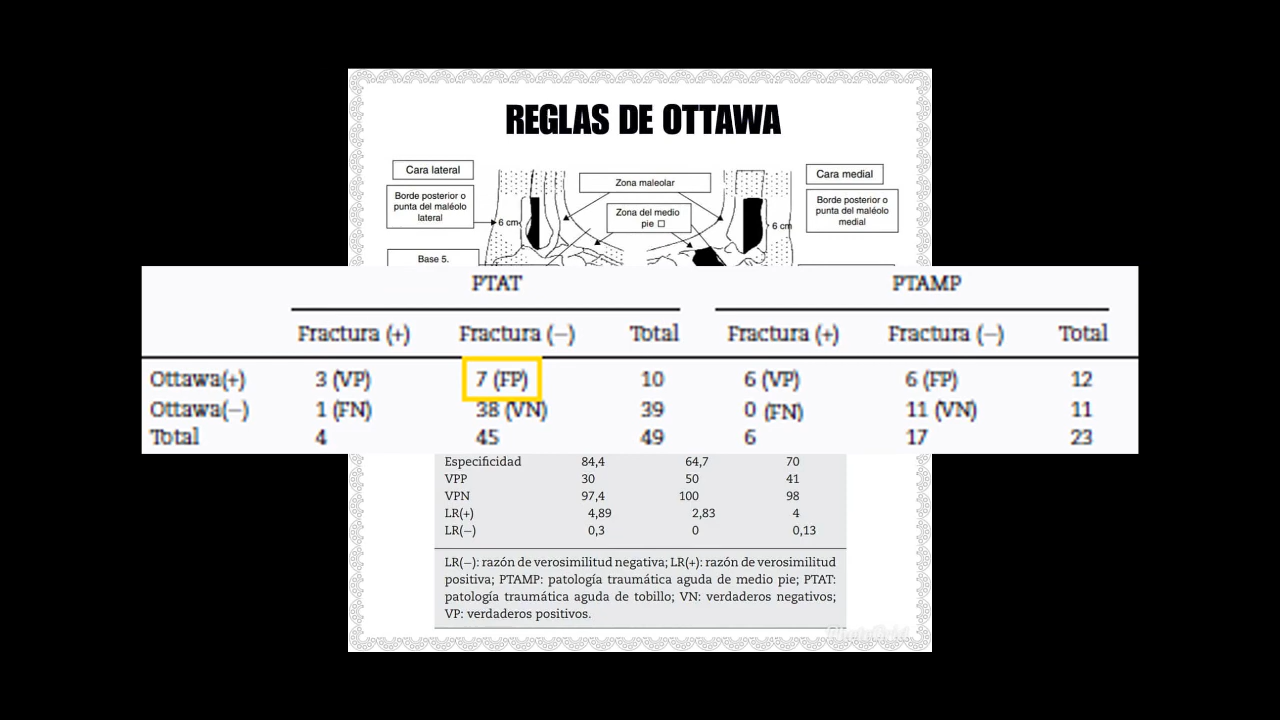 REGLAS DE OTTAWA
Cara lateral
Cara medial
Zona maleolar
Borde posterior o
punta del maléolo
lateral
Borde posterior o
punta del maléolo
medial
Zona del medio
pie □
6 cm
6 cm
Base 5.
PTAT PTAMP
Fractura (+) Fractura (−) Total Fractura (+) Fractura (−) Total
Ottawa(+) 3 (VP) 7 (FP) 10 6 (VP) 6 (FP) 12
Ottawa(−) 1 (FN) 38 (VN) 39 0 (FN) 11 (VN) 11
Total 4 45 49 6 17 23
Especificidad 84,4 64,7 70
VPP 30 50 41
VPN 97,4 100 98
LR(+) 4,89 2,83 4
LR(−) 0,3 0 0,13
LR(−): razón de verosimilitud negativa; LR(+): razón de verosimilitud
positiva; PTAMP: patología traumática aguda de medio pie; PTAT:
patología traumática aguda de tobillo; VN: verdaderos negativos;
VP: verdaderos positivos.